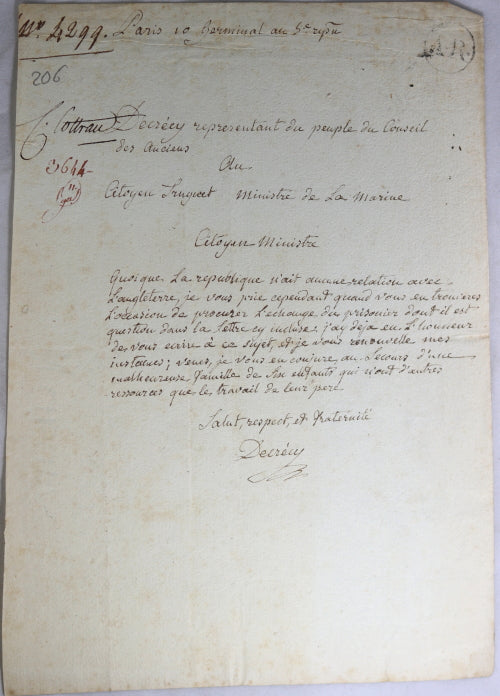 Nº 4299. Paris 10 Germinal an 5e. repn
A.R.
206
C. Cottrau Decrécy representant du peuple du Conseil
des Anciens
3644
Au
Citoyen Truguet Ministre de La Marine
Citoyen Ministre
Quoique La republique n'ait aucune relation avec
L'angleterre, je vous prie cependant quand vous en trouverés
L'occasion de procurer L'echange du prisonier dont il est
question dans la Lettre cy incluse. j'ay deja eu L'honneur
de vous ecrire à ce sujet, et je vous renouvelle mes
instances; venés, je vous en conjure au secours d'une
malheureuse famille de six enfants qui n'ont d'autres
ressources que le travail de leur pere.
Salut, respect, et fraternité
Decrécy